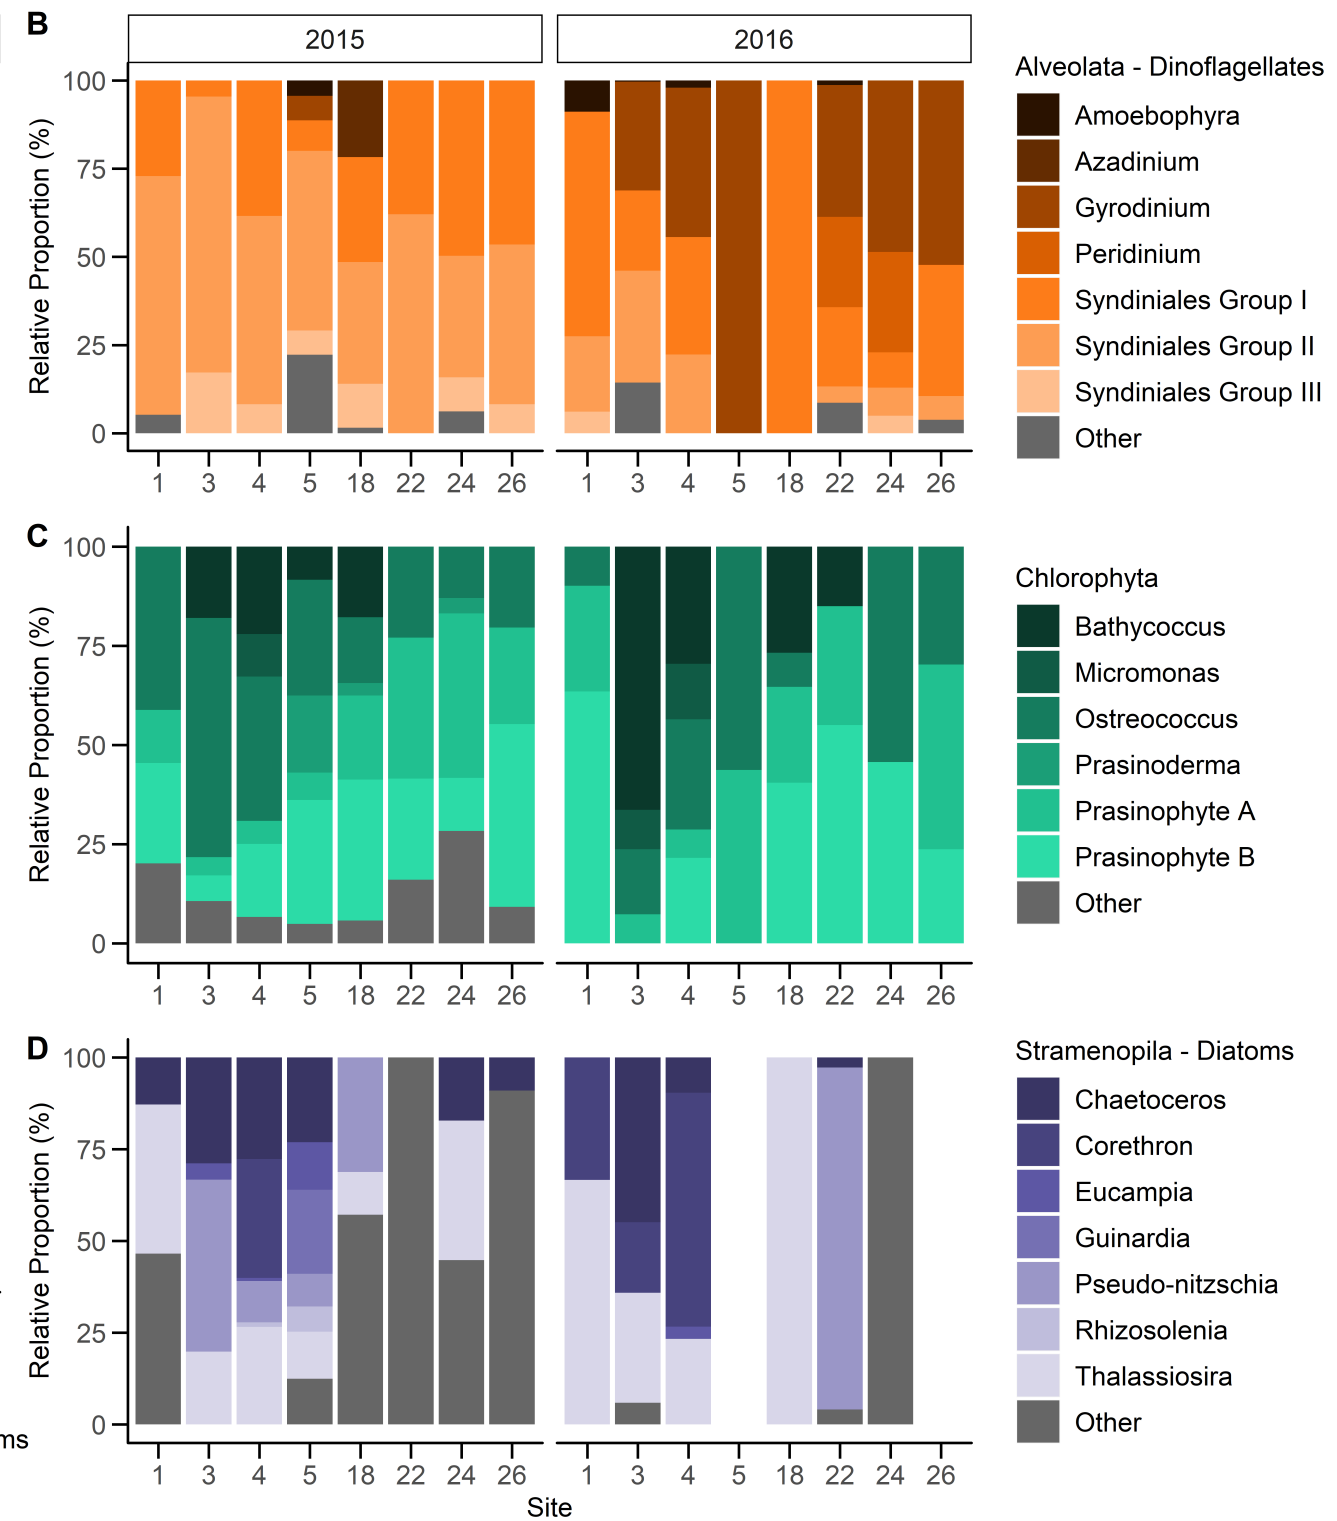 B
2015
2016
Relative Proportion (%)
100
75
50
25
0
1 3 4 5 18 22 24 26
1 3 4 5 18 22 24 26
Alveolata - Dinoflagellates
Amoebophyra
Azadinium
Gyrodinium
Peridinium
Syndiniales Group I
Syndiniales Group II
Syndiniales Group III
Other
C
Relative Proportion (%)
100
75
50
25
0
1 3 4 5 18 22 24 26
1 3 4 5 18 22 24 26
Chlorophyta
Bathycoccus
Micromonas
Ostreococcus
Prasinoderma
Prasinophyte A
Prasinophyte B
Other
D
Relative Proportion (%)
100
75
50
25
0
1 3 4 5 18 22 24 26
1 3 4 5 18 22 24 26
Site
Stramenopila - Diatoms
Chaetoceros
Corethron
Eucampia
Guinardia
Pseudo-nitzschia
Rhizosolenia
Thalassiosira
Other
ms